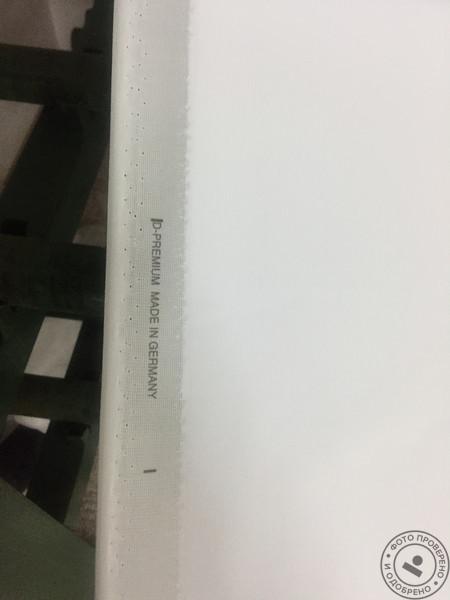 D-PREMIUM MADE IN GERMANY
ФОТО ПРОВЕРЕНО
И ОДОБРЕНО